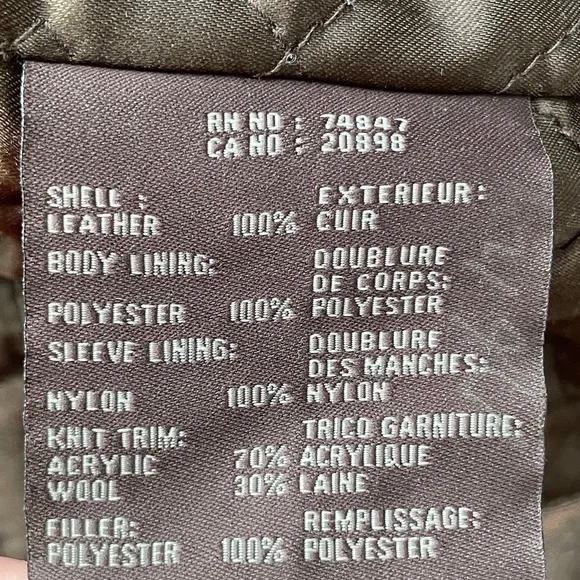 RN NO : 74847
CA NO : 20898
SHELL : EXTERIEUR:
LEATHER 100% CUIR
BODY LINING: DOUBLURE
DE CORPS:
POLYESTER 100% POLYESTER
SLEEVE LINING: DOUBLURE
DES MANCHES:
NYLON 100% NYLON
KNIT TRIM: TRICO GARNITURE:
ACRYLIC 70% ACRYLIQUE
WOOL 30% LAINE
FILLER: REMPLISSAGE:
POLYESTER 100% POLYESTER